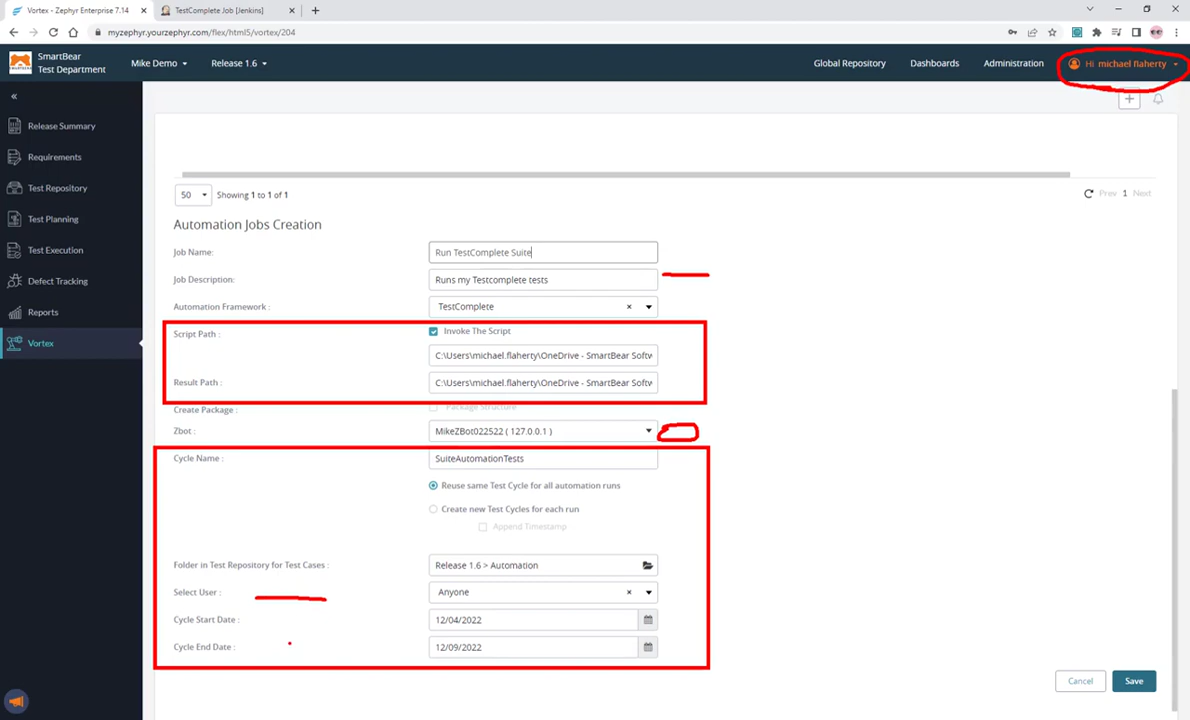 Vortex - Zephyr Enterprise 7.14
TestComplete Job [Jenkins]
myzephyr.yourzephyr.com/flex/html5/vortex/204
SmartBear
Test Department
Mike Demo
Release 1.6
Global Repository
Dashboards
Administration
Hi michael flaherty
Release Summary
Requirements
Test Repository
Test Planning
Test Execution
Defect Tracking
Reports
Vortex
50
Showing 1 to 1 of 1
Prev 1 Next
Automation Jobs Creation
Job Name:
Run TestComplete Suite
Job Description:
Runs my Testcomplete tests
Automation Framework :
TestComplete
Script Path :
Invoke The Script
C:\Users\michael.flaherty\OneDrive - SmartBear Softw
Result Path :
C:\Users\michael.flaherty\OneDrive - SmartBear Softw
Create Package :
Package Structure
Zbot :
MikeZBot022522 ( 127.0.0.1 )
Cycle Name :
SuiteAutomationTests
Reuse same Test Cycle for all automation runs
Create new Test Cycles for each run
Append Timestamp
Folder in Test Repository for Test Cases :
Release 1.6 > Automation
Select User :
Anyone
Cycle Start Date :
12/04/2022
Cycle End Date :
12/09/2022
Cancel
Save